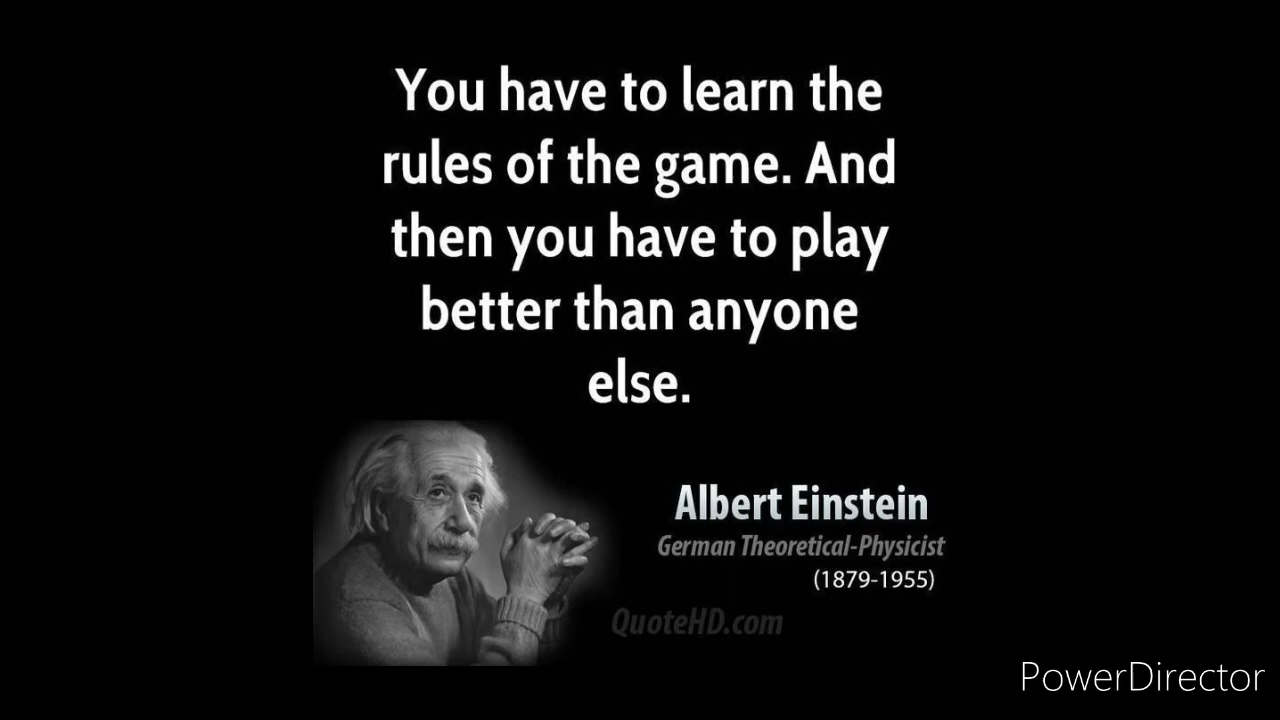 You have to learn the
rules of the game. And
then you have to play
better than anyone
else.
Albert Einstein
German Theoretical-Physicist
(1879-1955)
QuoteHD.com
PowerDirector